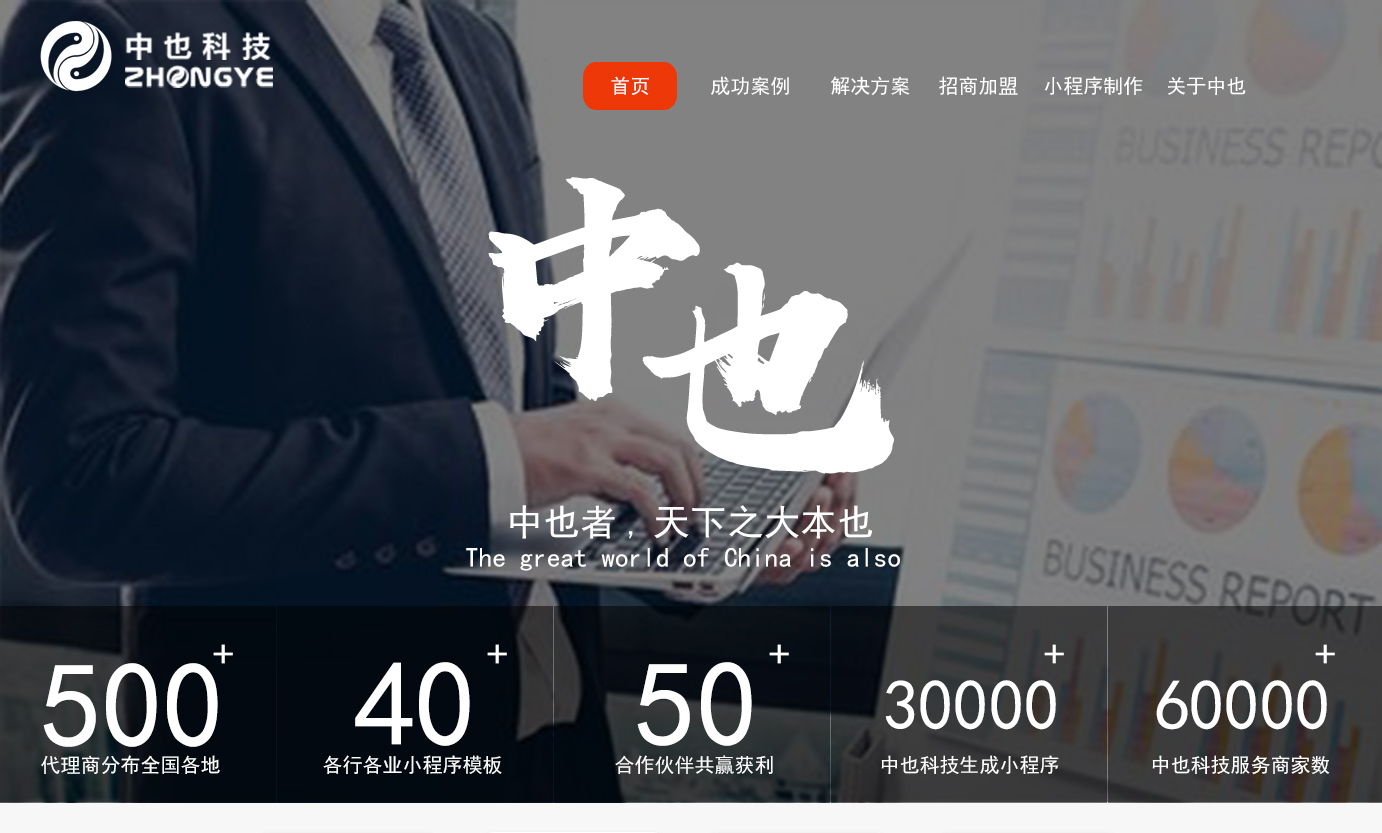 中也科技
ZHONGYE
首页 成功案例 解决方案 招商加盟 小程序制作 关于中也
BUSINESS REPO
中也
中也者，天下之大本也
The great world of China is also
BUSINESS REPORT
500+ 40+ 50+ 30000+ 60000+
代理商分布全国各地 各行各业小程序模板 合作伙伴共赢获利 中也科技生成小程序 中也科技服务商家数